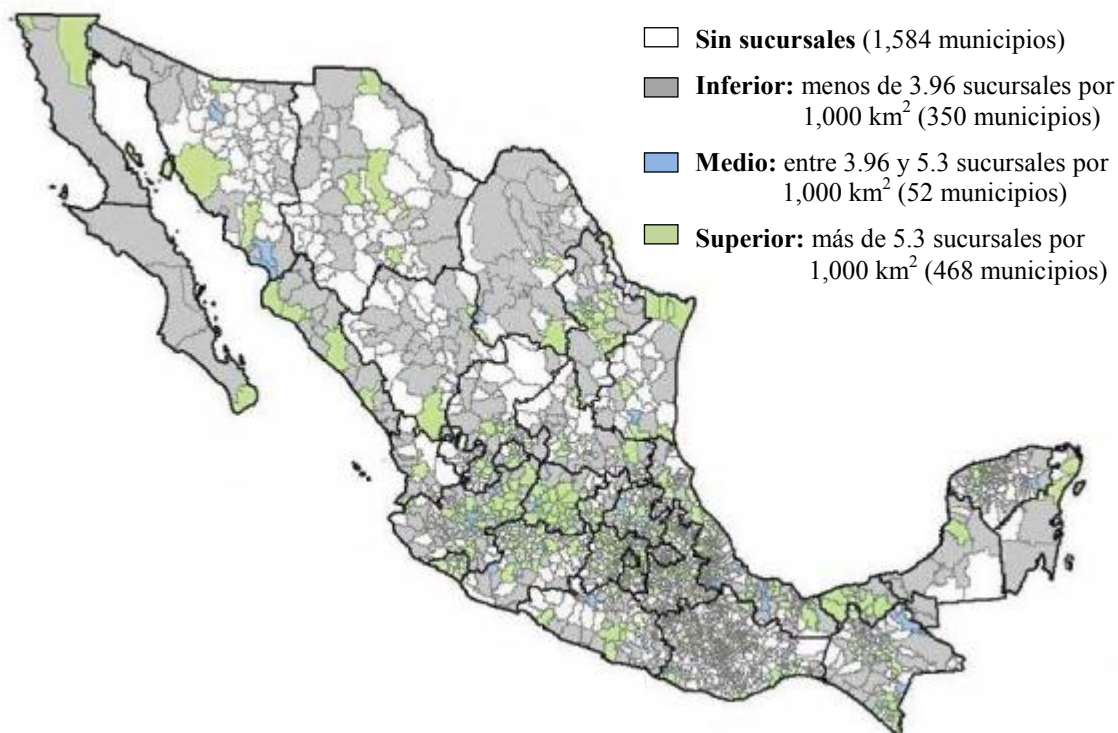 Sin sucursales (1,584 municipios)
Inferior: menos de 3.96 sucursales por
1,000 km² (350 municipios)
Medio: entre 3.96 y 5.3 sucursales por
1,000 km² (52 municipios)
Superior: más de 5.3 sucursales por
1,000 km² (468 municipios)